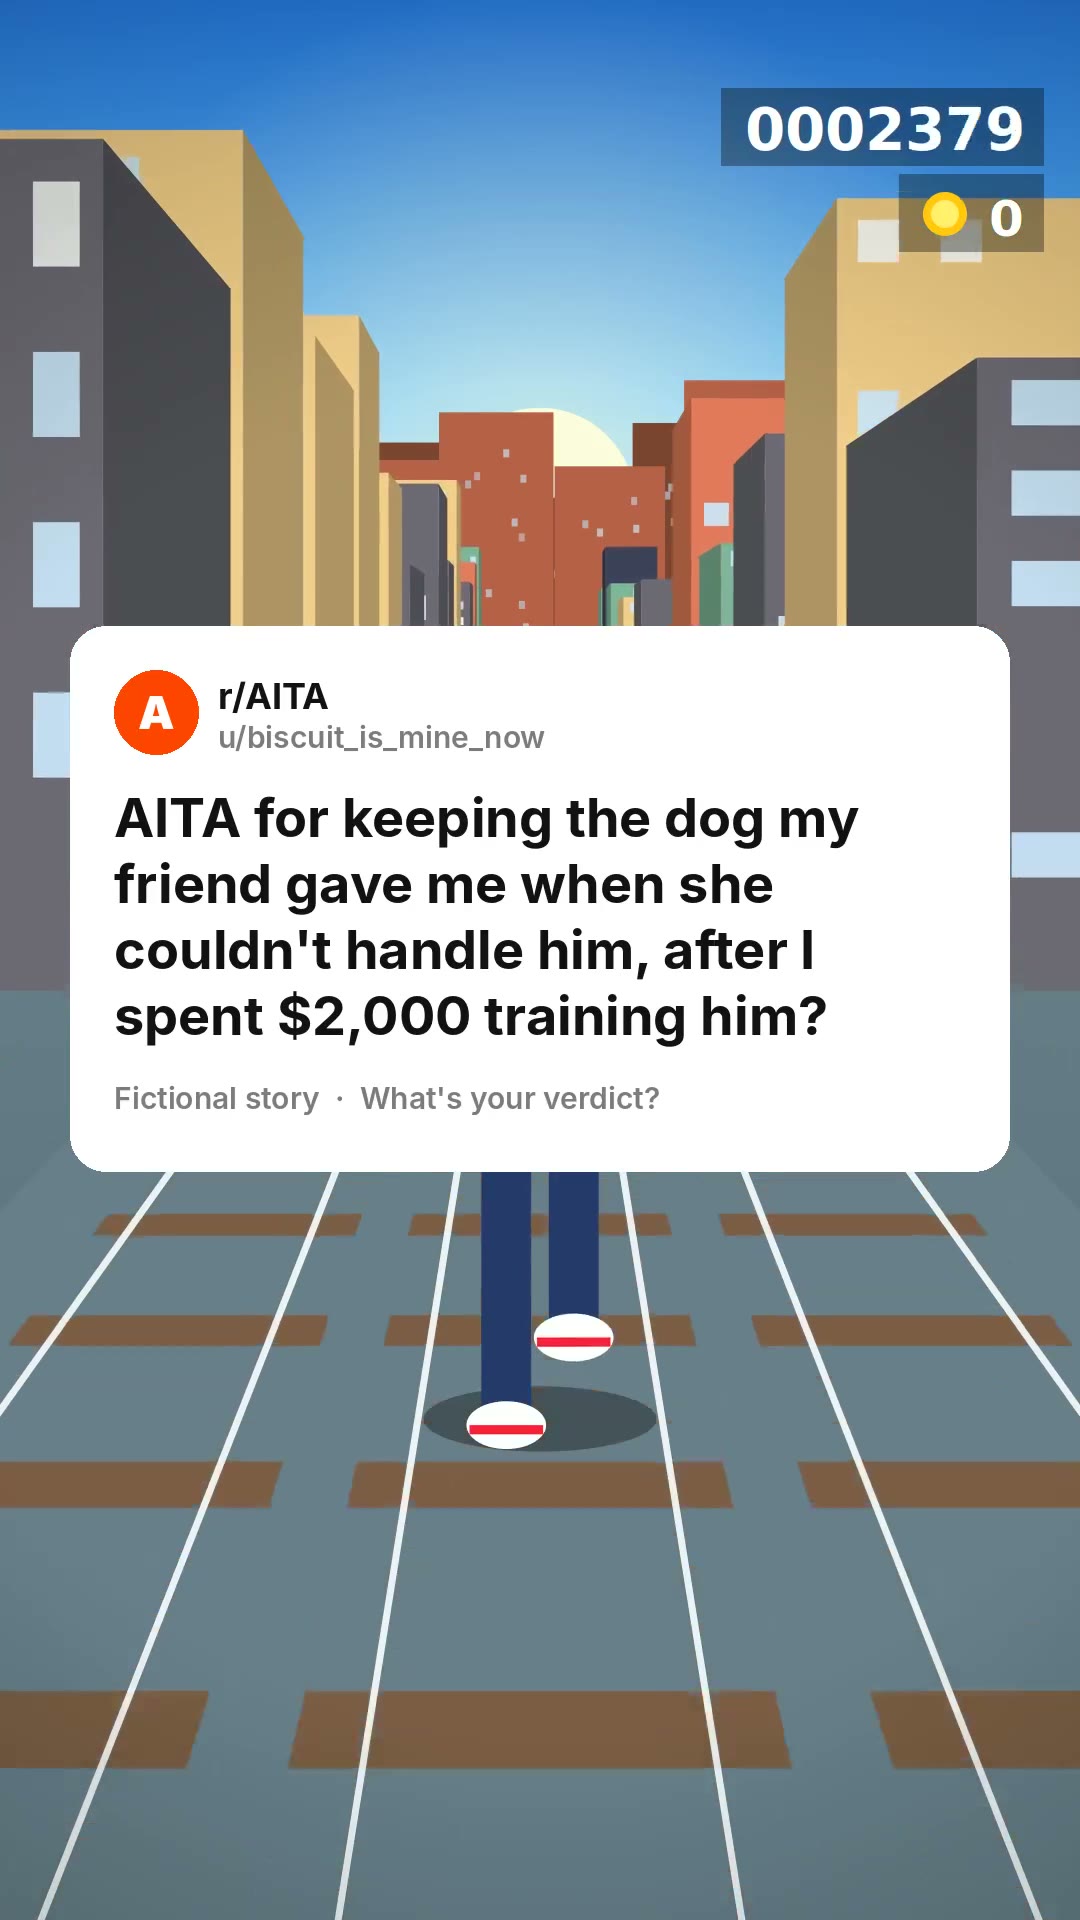 0002379
0
A
r/AITA
u/biscuit_is_mine_now
AITA for keeping the dog my
friend gave me when she
couldn't handle him, after I
spent $2,000 training him?
Fictional story · What's your verdict?